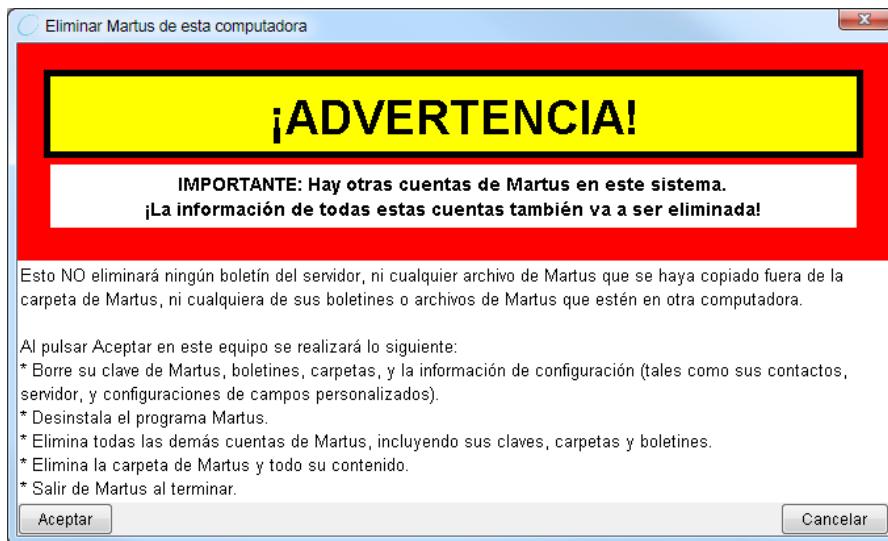 Eliminar Martus de esta computadora
¡ADVERTENCIA!
IMPORTANTE: Hay otras cuentas de Martus en este sistema.
¡La información de todas estas cuentas también va a ser eliminada!
Esto NO eliminará ningún boletín del servidor, ni cualquier archivo de Martus que se haya copiado fuera de la
carpeta de Martus, ni cualquiera de sus boletines o archivos de Martus que estén en otra computadora.
Al pulsar Aceptar en este equipo se realizará lo siguiente:
* Borre su clave de Martus, boletines, carpetas, y la información de configuración (tales como sus contactos,
servidor, y configuraciones de campos personalizados).
* Desinstala el programa Martus.
* Elimina todas las demás cuentas de Martus, incluyendo sus claves, carpetas y boletines.
* Elimina la carpeta de Martus y todo su contenido.
* Salir de Martus al terminar.
Aceptar Cancelar